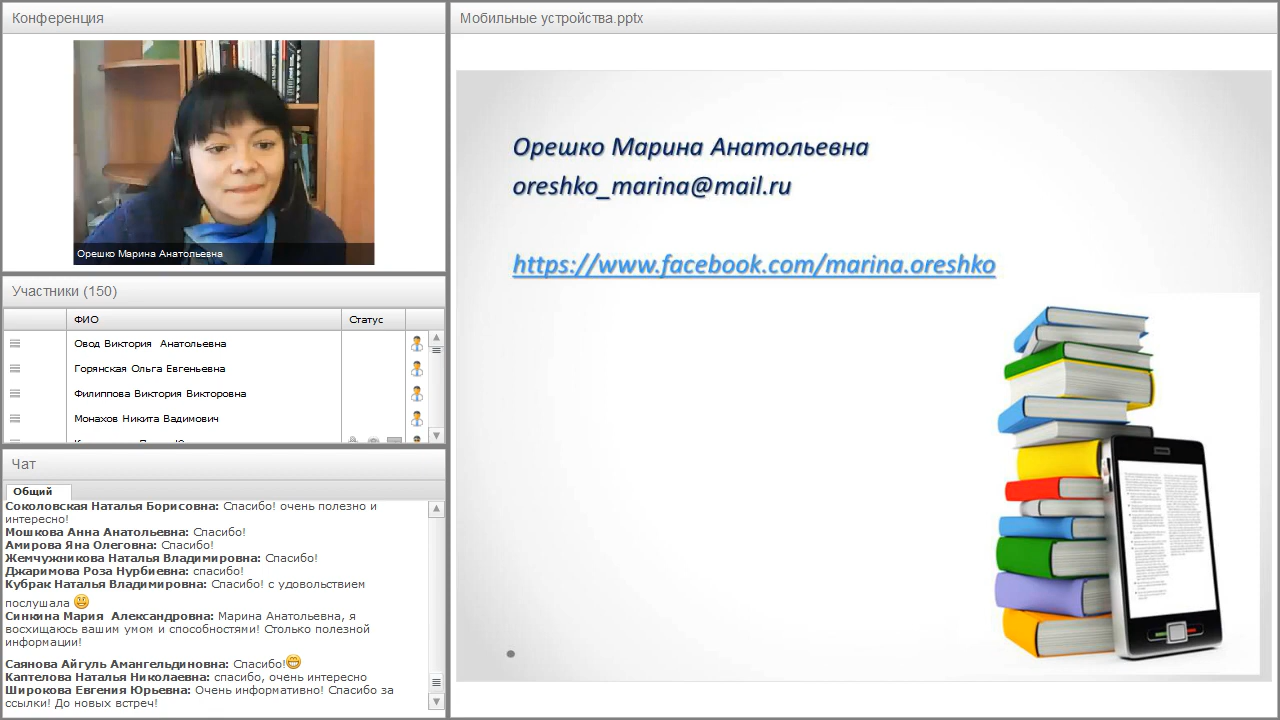 Конференция
Орешко Марина Анатольевна
Участники (150)
ФИО
Статус
Овод Виктория Анатольевна
Горянская Ольга Евгеньевна
Филиппова Виктория Викторовна
Монахов Никита Вадимович
Чат
Общий
Соколовская Наталья Борисовна: Спасибо! очень полезно и
интересно!
Мошкова Анна Анатольевна: Спасибо!
Амирова Яна Олеговна: Спасибо!
Жемчужникова Наталья Владимировна: Спасибо!
Даутримова Роза Нурбиевна: спасибо!
Кубрак Наталья Владимировна: Спасибо! с удовольствием
послушала
Синкина Мария Александровна: Марина Анатольевна, я
восхищаюсь вашим умом и способностями! Столько полезной
информации!
Саянова Айгуль Амангельдиновна: Спасибо!
Каптелова Наталья Николаевна: спасибо, очень интересно
Широкова Евгения Юрьевна: Очень информативно! Спасибо за
ссылки! До новых встреч!
Мобильные устройства.pptx
Орешко Марина Анатольевна
oreshko_marina@mail.ru
https://www.facebook.com/marina.oreshko